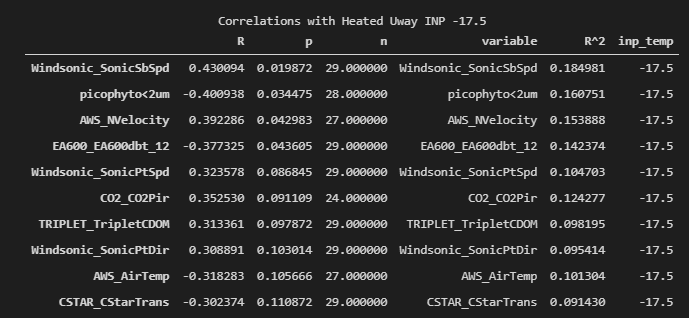 Correlations with Heated Uway INP -17.5
R p n variable R^2 inp_temp
Windsonic_SonicSbSpd 0.430094 0.019872 29.000000 Windsonic_SonicSbSpd 0.184981 -17.5
picophyto<2um -0.400938 0.034475 28.000000 picophyto<2um 0.160751 -17.5
AWS_NVelocity 0.392286 0.042983 27.000000 AWS_NVelocity 0.153888 -17.5
EA600_EA600dbt_12 -0.377325 0.043605 29.000000 EA600_EA600dbt_12 0.142374 -17.5
Windsonic_SonicPtSpd 0.323578 0.086845 29.000000 Windsonic_SonicPtSpd 0.104703 -17.5
CO2_CO2Pir 0.352530 0.091109 24.000000 CO2_CO2Pir 0.124277 -17.5
TRIPLET_TripletCDOM 0.313361 0.097872 29.000000 TRIPLET_TripletCDOM 0.098195 -17.5
Windsonic_SonicPtDir 0.308891 0.103014 29.000000 Windsonic_SonicPtDir 0.095414 -17.5
AWS_AirTemp -0.318283 0.105666 27.000000 AWS_AirTemp 0.101304 -17.5
CSTAR_CStarTrans -0.302374 0.110872 29.000000 CSTAR_CStarTrans 0.091430 -17.5